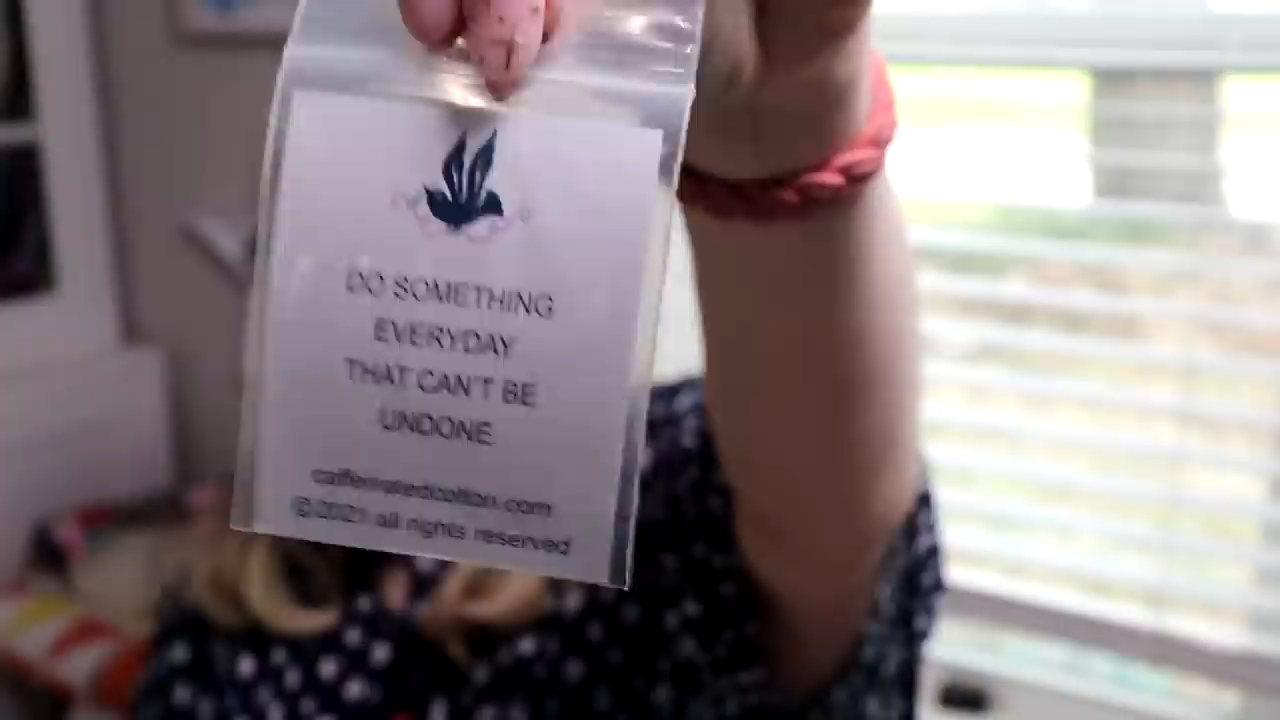 DO SOMETHING
EVERYDAY
THAT CAN'T BE
UNDONE
caffeinatedcotton.com
©2021 all rights reserved